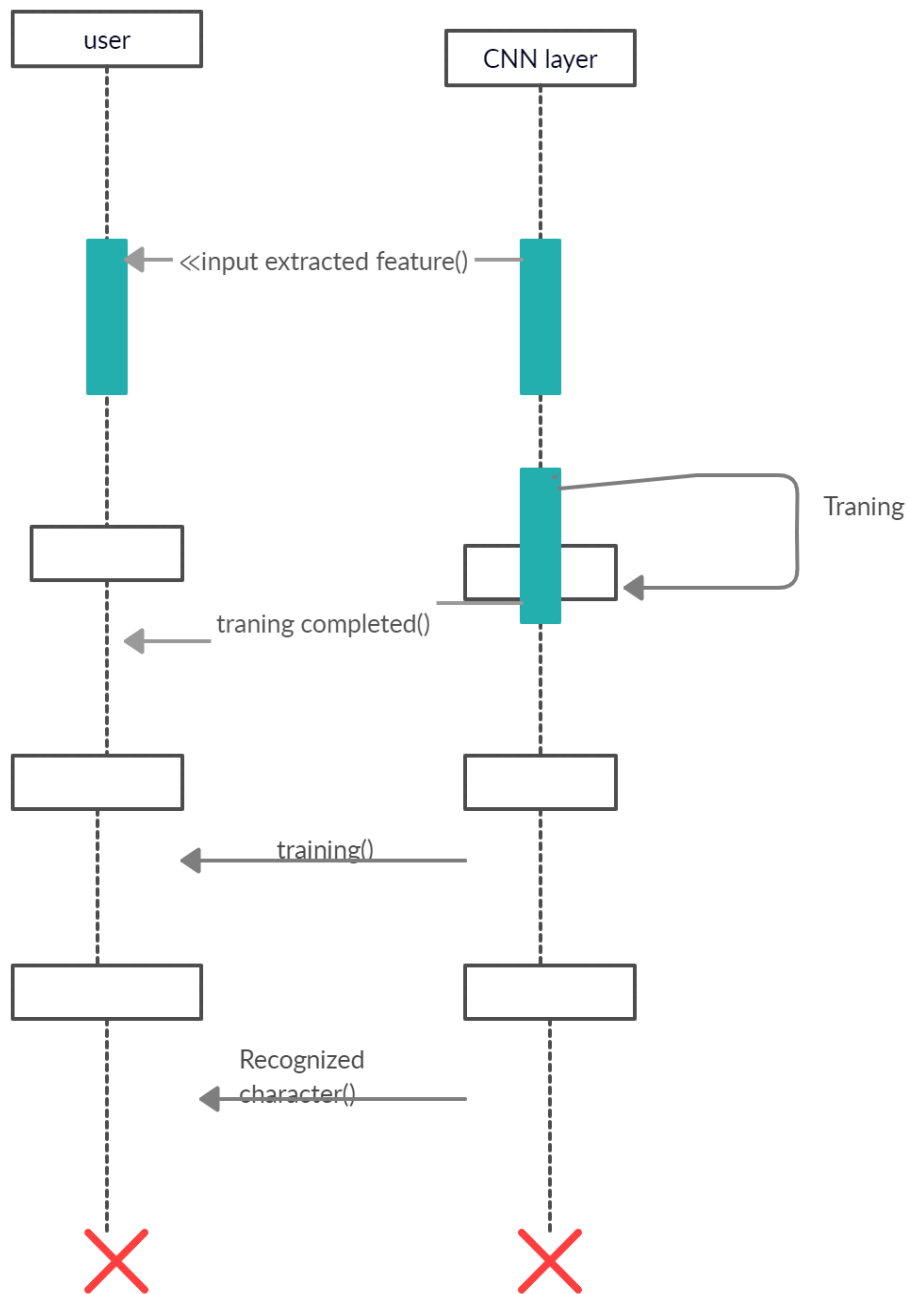 user
CNN layer
≪input extracted feature()
Traning
traning completed()
training()
Recognized
character()